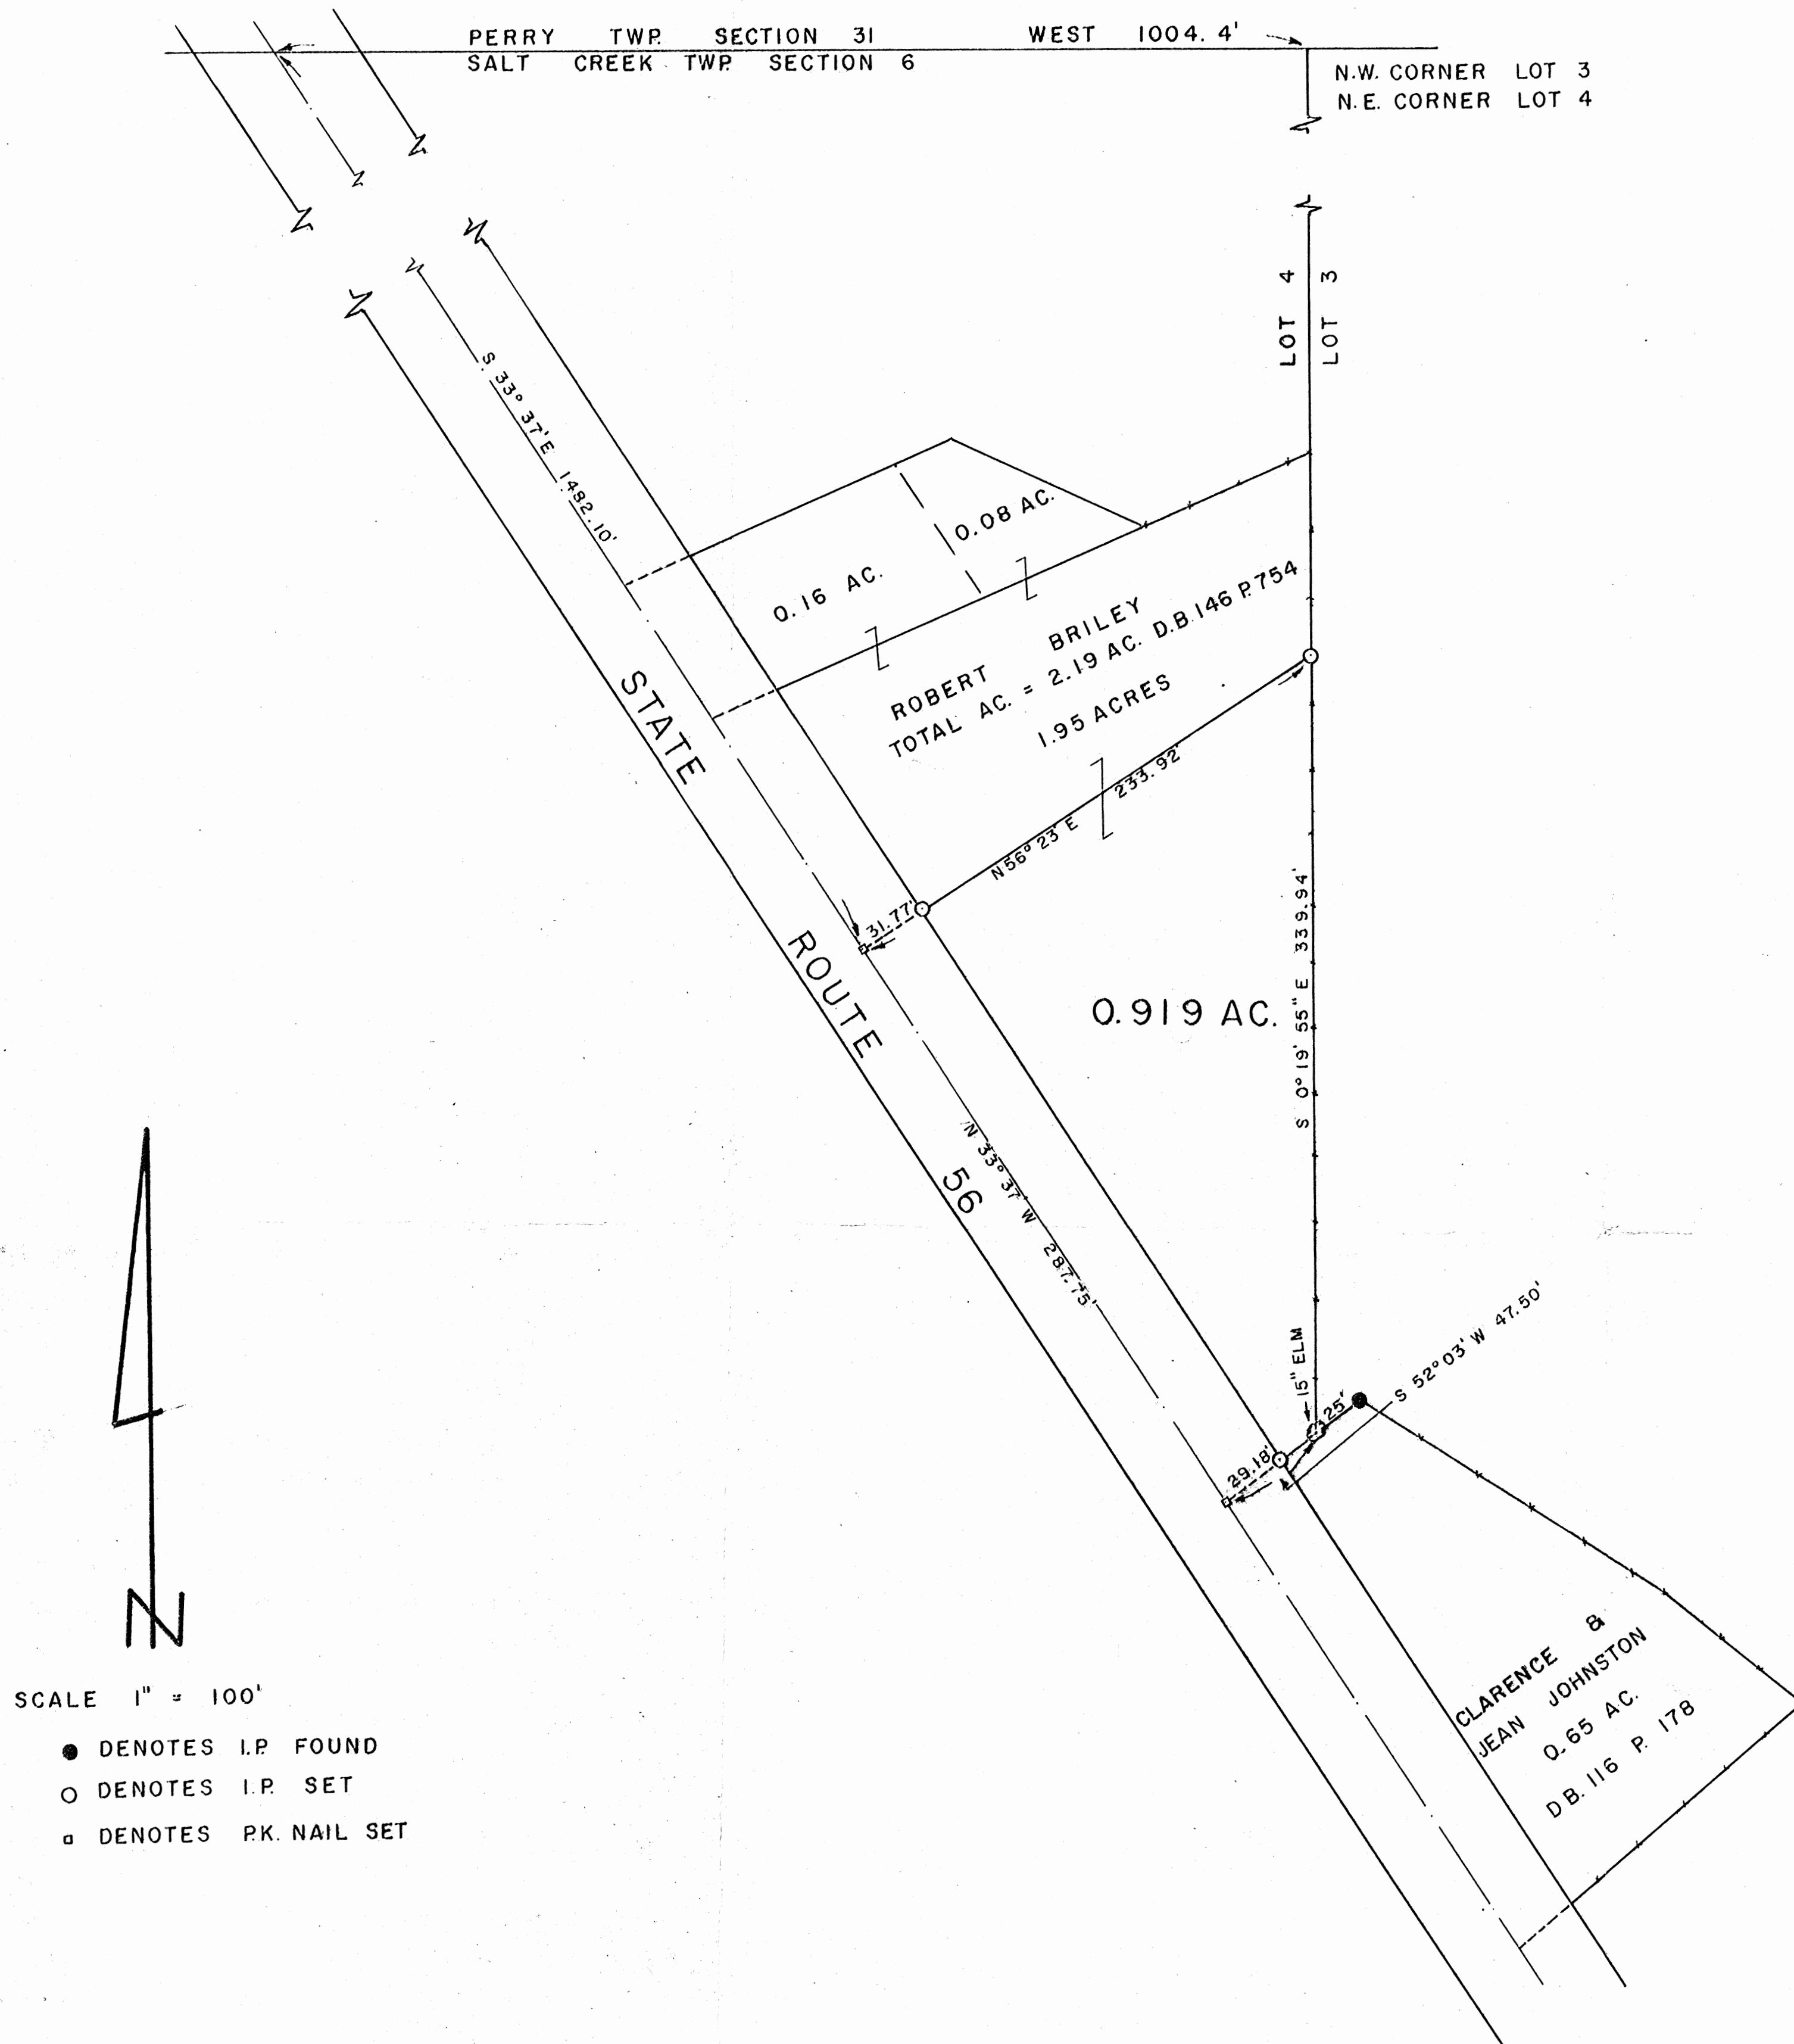 PERRY TWP. SECTION 31 WEST 1004.4'
SALT CREEK TWP. SECTION 6
N.W. CORNER LOT 3
N.E. CORNER LOT 4
LOT 4
LOT 3
S. 33° 37' E 1482.10'
0.08 AC.
0.16 AC.
ROBERT BRILEY
TOTAL AC. = 2.19 AC. D.B. 146 P. 754
1.95 ACRES
N 56° 23' E 233.92'
STATE ROUTE 56
31.77'
0.919 AC.
S 0° 19' 55" E 339.94'
N 33° 37' W 287.75'
15" ELM
25'
S 52° 03' W 47.50'
29.18'
CLARENCE &
JEAN JOHNSTON
0.65 AC.
D.B. 116 P. 178
N
SCALE 1" = 100'
DENOTES I.P. FOUND
DENOTES I.P. SET
DENOTES P.K. NAIL SET